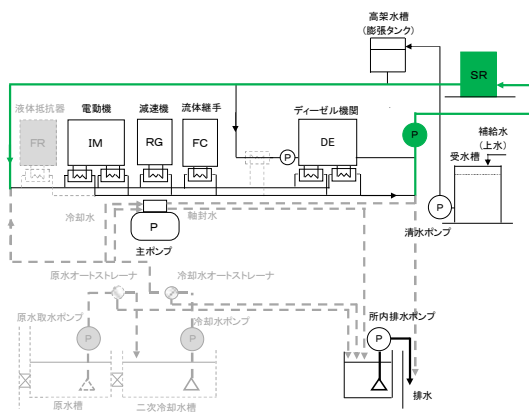 高架水槽
(膨張タンク)
SR
液体抵抗器
電動機
減速機
流体継手
ディーゼル機関
FR
IM
RG
FC
DE
P
P
補給水
(上水)
受水槽
冷却水
軸封水
P
P
主ポンプ
清水ポンプ
原水オートストレーナ
冷却水オートストレーナ
原水取水ポンプ
冷却水ポンプ
所内排水ポンプ
P
P
P
排水
原水槽
二次冷却水槽